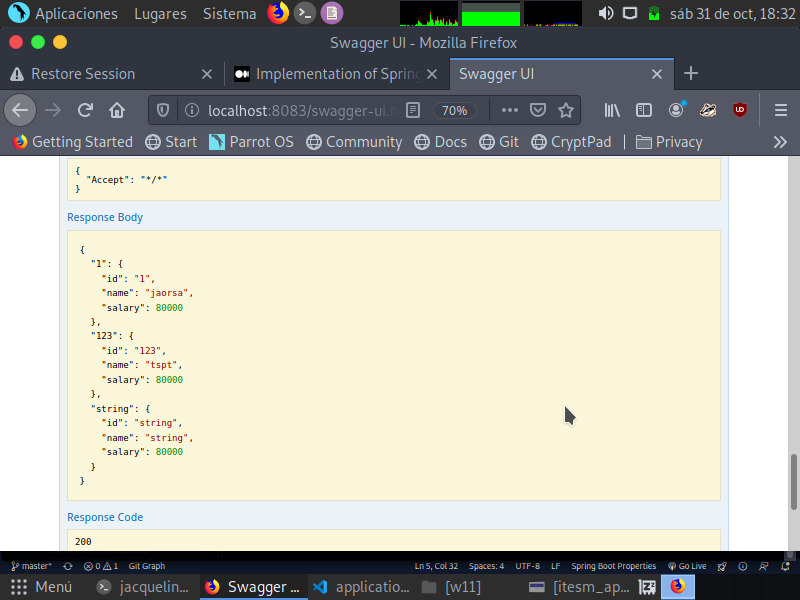 Aplicaciones Lugares Sistema sáb 31 de oct, 18:32
Swagger UI - Mozilla Firefox
Restore Session Implementation of Spring Swagger UI
localhost:8083/swagger-ui.h 70%
Getting Started Start Parrot OS Community Docs Git CryptPad Privacy
{
"Accept": "*/*"
}
Response Body
{
"1": {
"id": "1",
"name": "jaorsa",
"salary": 80000
},
"123": {
"id": "123",
"name": "tspt",
"salary": 80000
},
"string": {
"id": "string",
"name": "string",
"salary": 80000
}
}
Response Code
200
master* 0 1 Git Graph Ln 5, Col 32 Spaces: 4 UTF-8 LF Spring Boot Properties Go Live
Menú jacquelin... Swagger ... applicatio... [w11] [itesm_ap...